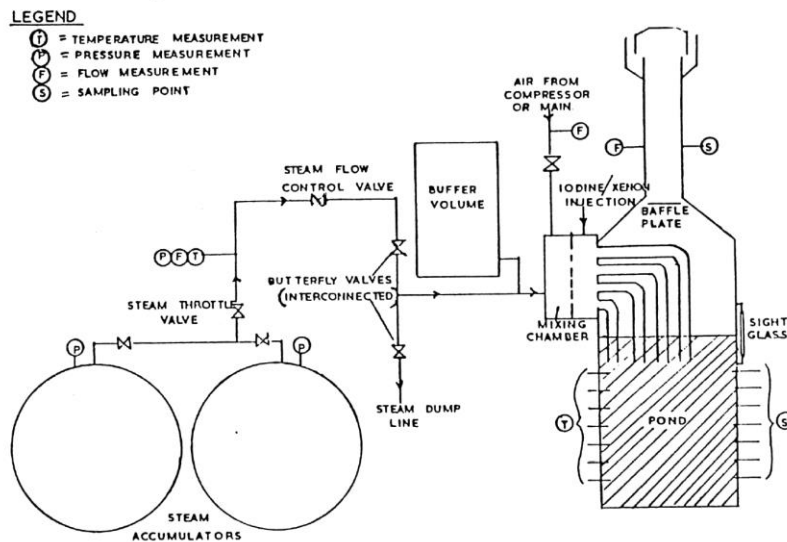 LEGEND
T = TEMPERATURE MEASUREMENT
P = PRESSURE MEASUREMENT
F = FLOW MEASUREMENT
S = SAMPLING POINT
AIR FROM
COMPRESSOR
OR MAIN
F
STEAM FLOW
CONTROL VALVE
BUFFER
VOLUME
IODINE/XENON
INJECTION
F
S
BAFFLE
PLATE
P F T
BUTTERFLY VALVES
(INTERCONNECTED)
STEAM THROTTLE
VALVE
MIXING
CHAMBER
SIGHT
GLASS
P
P
STEAM DUMP
LINE
T
POND
S
STEAM
ACCUMULATORS